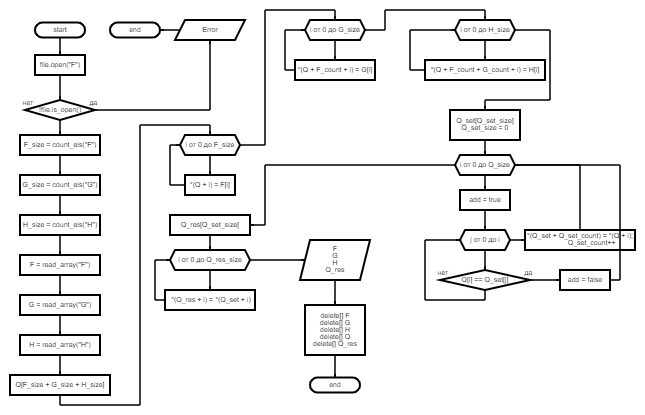 start
end
Error
file.open("F")
нет
да
!file.is_open()
F_size = count_els("F")
G_size = count_els("G")
H_size = count_els("H")
F = read_array("F")
G = read_array("G")
H = read_array("H")
Q[F_size + G_size + H_size]
i от 0 до F_size
*(Q + i) = F[i]
i от 0 до G_size
*(Q + F_count + i) = G[i]
i от 0 до H_size
*(Q + F_count + G_count + i) = H[i]
Q_set[Q_set_size]
Q_set_size = 0
i от 0 до Q_size
add = true
j от 0 до i
*(Q_set + Q_set_count) = *(Q + i);
Q_set_count++
нет
да
Q[i] == Q_set[j]
add = false
Q_res[Q_set_size]
i от 0 до Q_res_size
*(Q_res + i) = *(Q_set + i)
F
G
H
Q_res
delete[] F
delete[] G
delete[] H
delete[] Q
delete[] Q_res
end